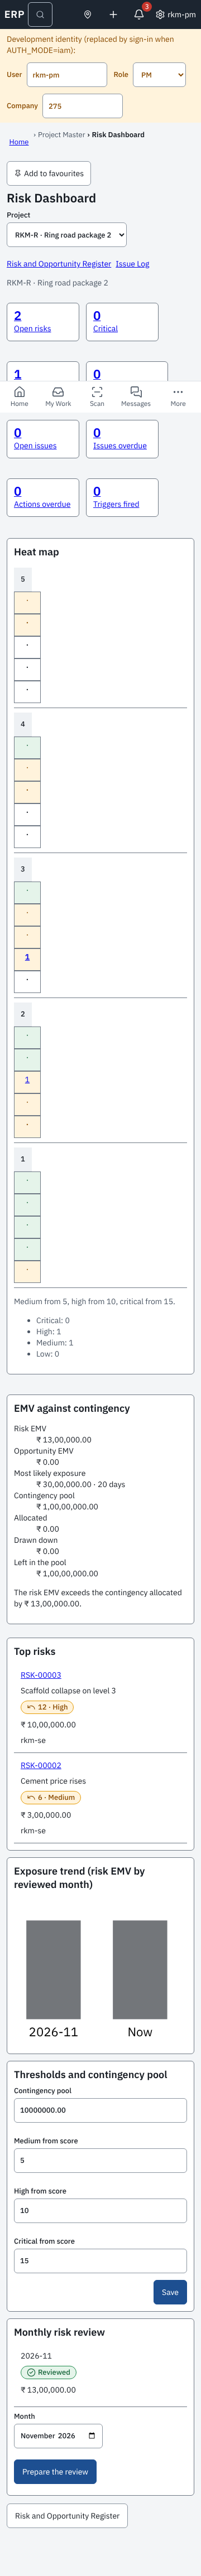 ERP
3
rkm-pm
Development identity (replaced by sign-in when
AUTH_MODE=iam):
User rkm-pm Role PM
Company 275
Home › Project Master › Risk Dashboard
Add to favourites
Risk Dashboard
Project
RKM-R · Ring road package 2
Risk and Opportunity Register Issue Log
RKM-R · Ring road package 2
2 0
Open risks Critical
1 0
Home My Work Scan Messages More
0 0
Open issues Issues overdue
0 0
Actions overdue Triggers fired
Heat map
5
·
·
·
·
·
4
·
·
·
·
·
3
·
·
·
1
·
2
·
·
1
·
·
1
·
·
·
·
·
Medium from 5, high from 10, critical from 15.
• Critical: 0
• High: 1
• Medium: 1
• Low: 0
EMV against contingency
Risk EMV
₹ 13,00,000.00
Opportunity EMV
₹ 0.00
Most likely exposure
₹ 30,00,000.00 · 20 days
Contingency pool
₹ 1,00,00,000.00
Allocated
₹ 0.00
Drawn down
₹ 0.00
Left in the pool
₹ 1,00,00,000.00
The risk EMV exceeds the contingency allocated
by ₹ 13,00,000.00.
Top risks
RSK-00003
Scaffold collapse on level 3
12 · High
₹ 10,00,000.00
rkm-se
RSK-00002
Cement price rises
6 · Medium
₹ 3,00,000.00
rkm-se
Exposure trend (risk EMV by
reviewed month)
2026-11 Now
Thresholds and contingency pool
Contingency pool
10000000.00
Medium from score
5
High from score
10
Critical from score
15
Save
Monthly risk review
2026-11
Reviewed
₹ 13,00,000.00
Month
November 2026
Prepare the review
Risk and Opportunity Register